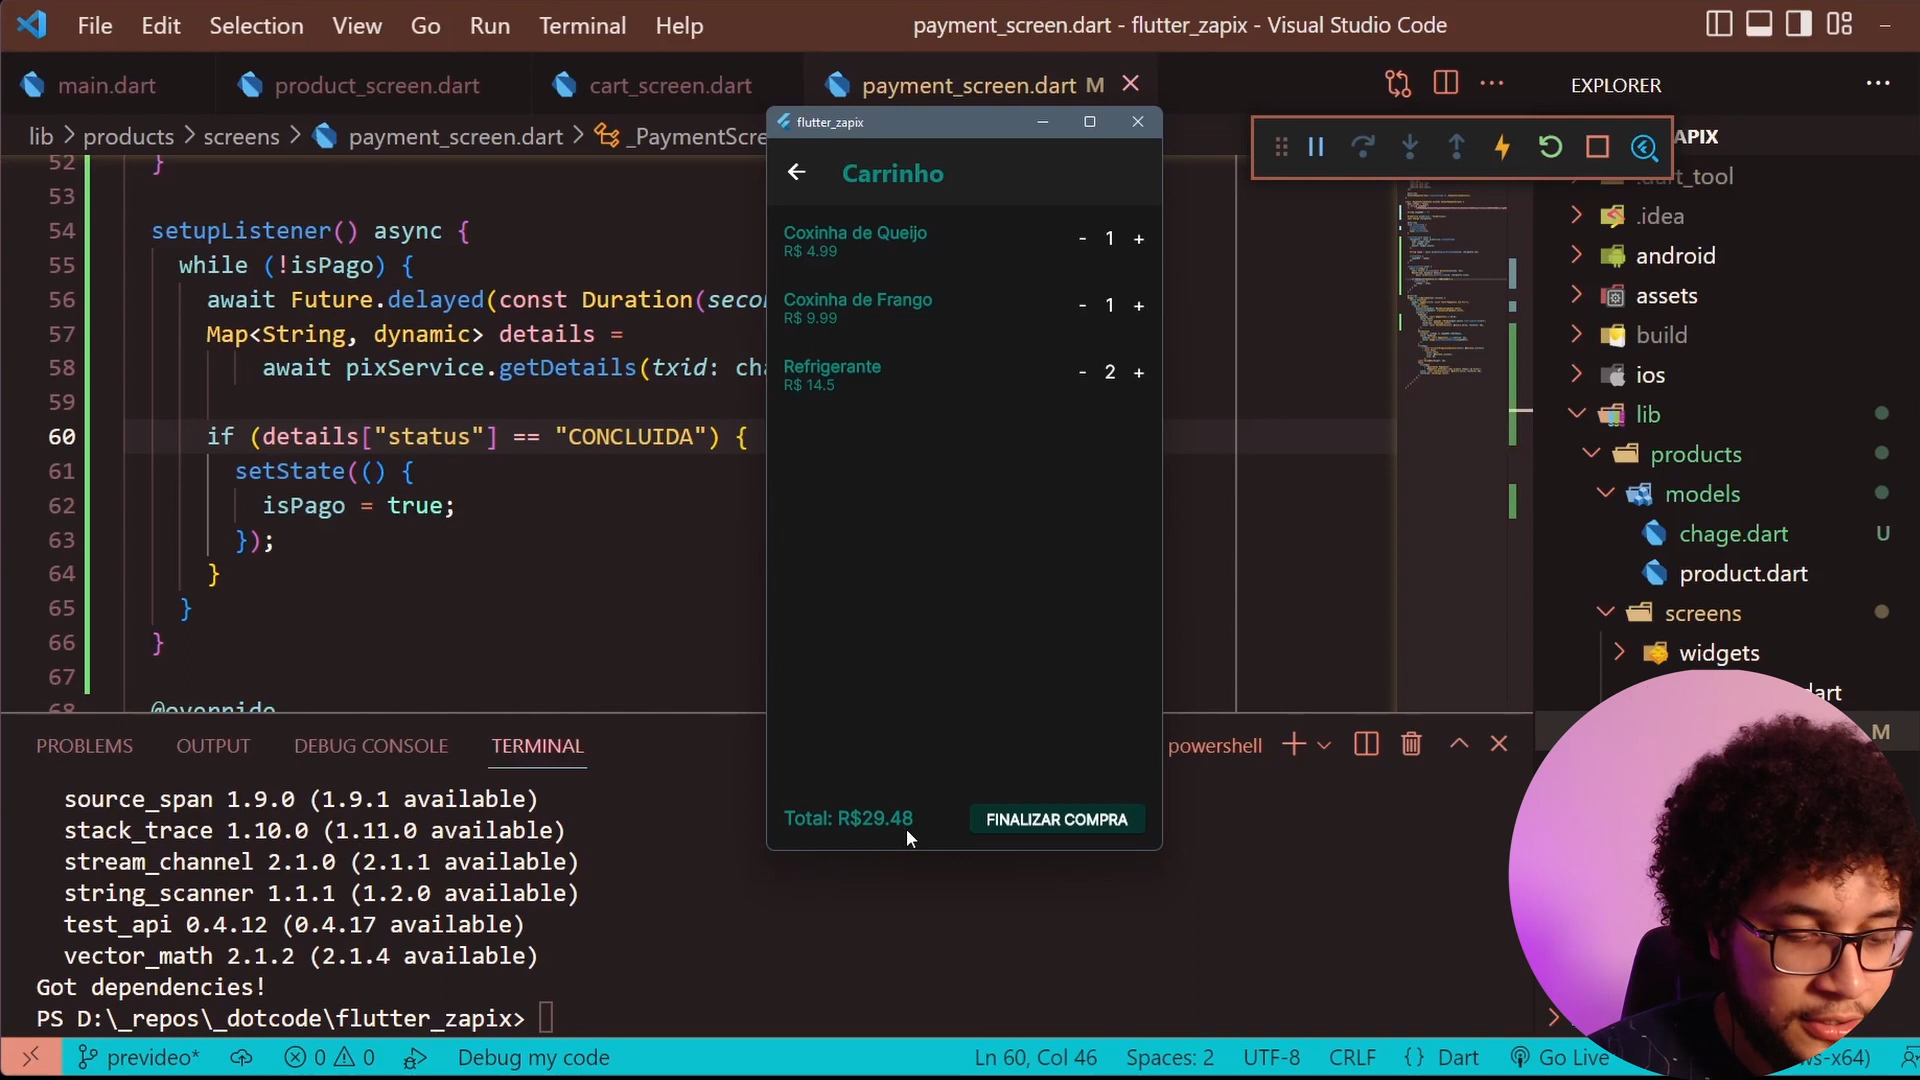 File Edit Selection View Go Run Terminal Help
payment_screen.dart - flutter_zapix - Visual Studio Code
main.dart product_screen.dart cart_screen.dart payment_screen.dart M
EXPLORER
lib > products > screens > payment_screen.dart > _PaymentScre
52 }
53
54 setupListener() async {
55 while (!isPago) {
56 await Future.delayed(const Duration(
57 Map<String, dynamic> details =
58 await pixService.getDetails(txid:
59
60 if (details["status"] == "CONCLUIDA") {
61 setState(() {
62 isPago = true;
63 });
64 }
65 }
66 }
67
68 @override
flutter_zapix
Carrinho
Coxinha de Queijo
R$ 4.99
- 1 +
Coxinha de Frango
R$ 9.99
- 1 +
Refrigerante
R$ 14.5
- 2 +
Total: R$29.48
FINALIZAR COMPRA
APIX
.dart_tool
.idea
android
assets
build
ios
lib
products
models
chage.dart U
product.dart
screens
widgets
M
PROBLEMS OUTPUT DEBUG CONSOLE TERMINAL
powershell
source_span 1.9.0 (1.9.1 available)
stack_trace 1.10.0 (1.11.0 available)
stream_channel 2.1.0 (2.1.1 available)
string_scanner 1.1.1 (1.2.0 available)
test_api 0.4.12 (0.4.17 available)
vector_math 2.1.2 (2.1.4 available)
Got dependencies!
PS D:\_repos\_dotcode\flutter_zapix>
prevideo* 0 0 Debug my code
Ln 60, Col 46 Spaces: 2 UTF-8 CRLF {} Dart Go Live